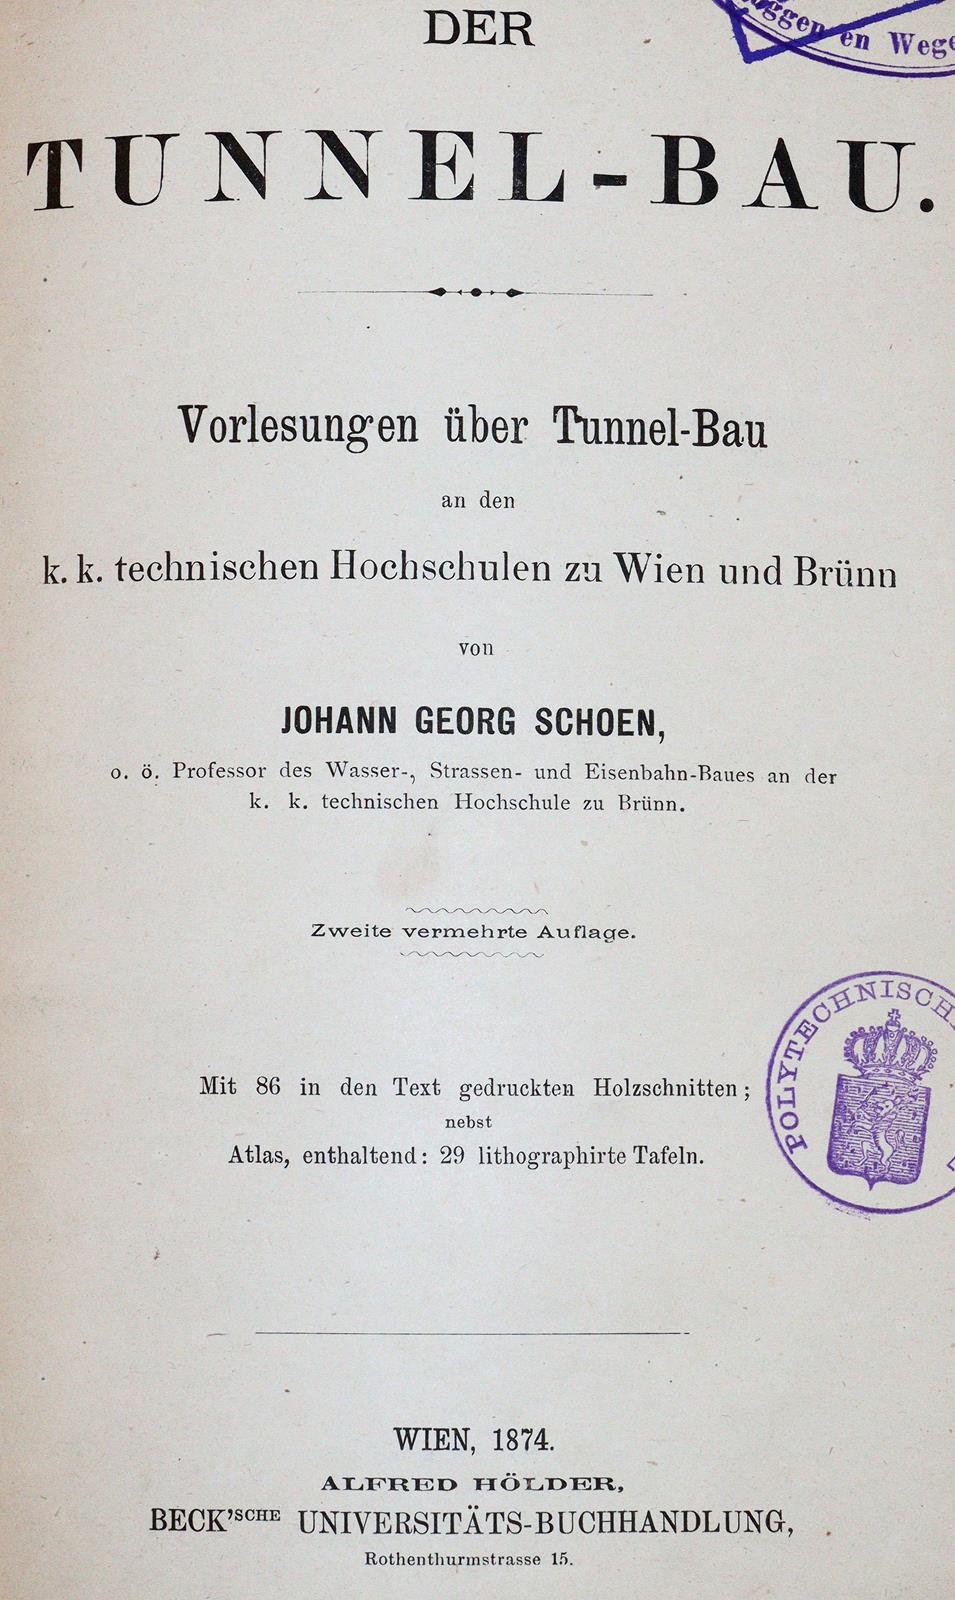 DER
en Wege
TUNNEL-BAU.
Vorlesungen über Tunnel-Bau
an den
k. k. technischen Hochschulen zu Wien und Brünn
von
JOHANN GEORG SCHOEN,
o. ö. Professor des Wasser-, Strassen- und Eisenbahn-Baues an der
k. k. technischen Hochschule zu Brünn.
Zweite vermehrte Auflage.
POLYTECHNISCH
Mit 86 in den Text gedruckten Holzschnitten;
nebst
Atlas, enthaltend: 29 lithographirte Tafeln.
WIEN, 1874.
ALFRED HÖLDER,
BECK'SCHE UNIVERSITÄTS-BUCHHANDLUNG,
Rothenthurmstrasse 15.